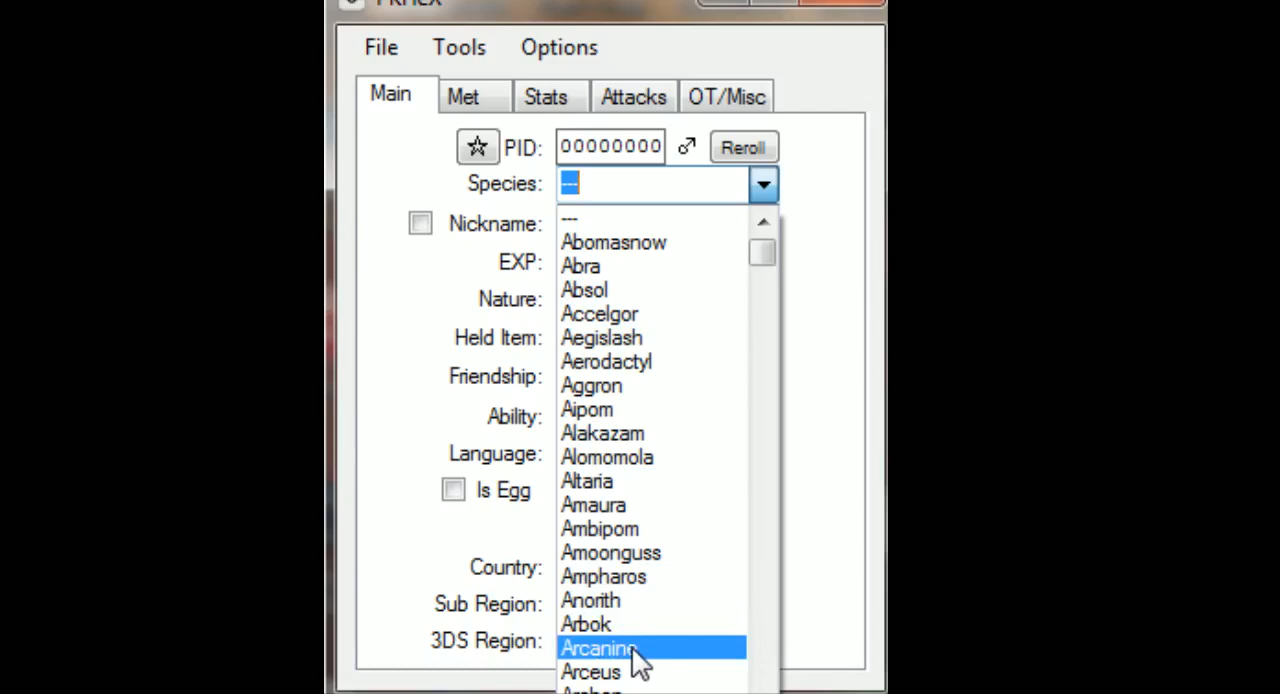 PKHeX
File Tools Options
Main Met Stats Attacks OT/Misc
PID: 00000000 Reroll
Species: ---
Nickname: ---
Abomasnow
EXP: Abra
Absol
Nature: Accelgor
Held Item: Aegislash
Aerodactyl
Friendship: Aggron
Ability: Aipom
Alakazam
Language: Alomomola
Is Egg Altaria
Amaura
Ambipom
Country: Amoonguss
Ampharos
Sub Region: Anorith
Arbok
3DS Region: Arcanine
Arceus